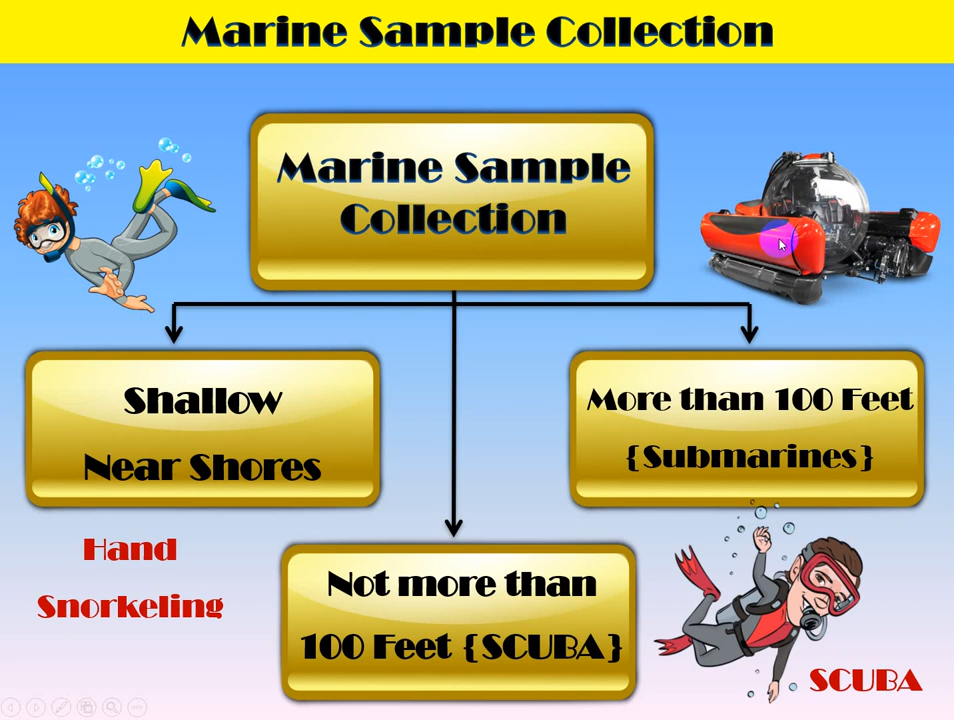 Marine Sample Collection
Marine Sample
Collection
Shallow
Near Shores
More than 100 Feet
{Submarines}
Hand
Snorkeling
Not more than
100 Feet {SCUBA}
SCUBA